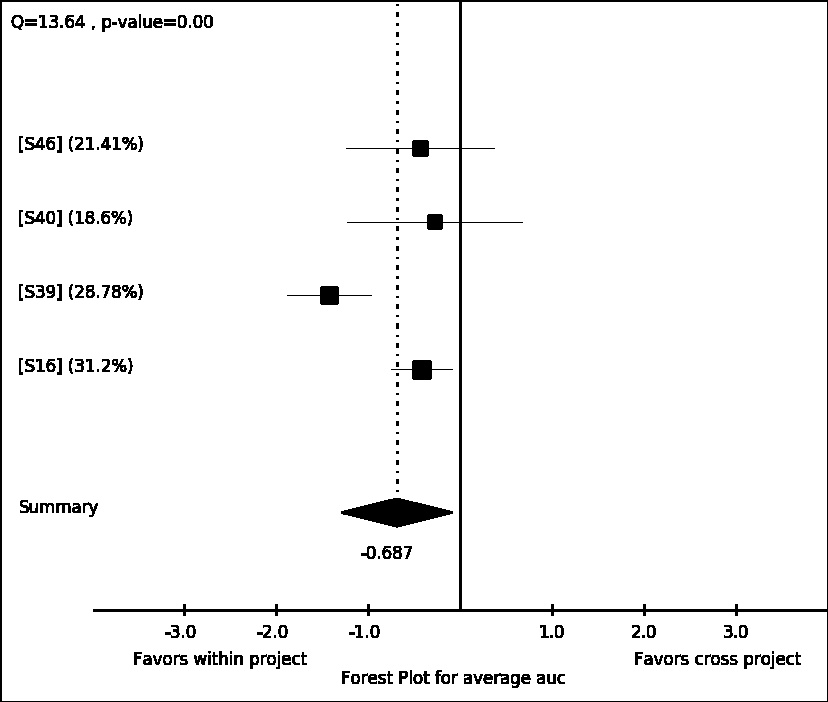 Q=13.64 , p-value=0.00
[S46] (21.41%)
[S40] (18.6%)
[S39] (28.78%)
[S16] (31.2%)
Summary
-0.687
-3.0 -2.0 -1.0 1.0 2.0 3.0
Favors within project Favors cross project
Forest Plot for average auc